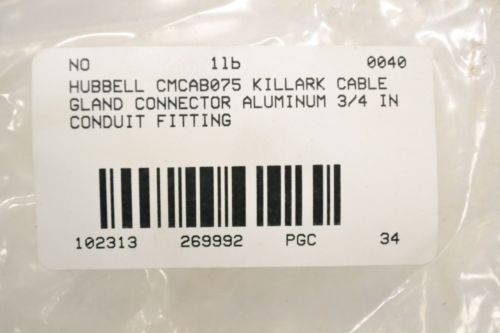 NO 1lb 0040
HUBBELL CMCAB075 KILLARK CABLE
GLAND CONNECTOR ALUMINUM 3/4 IN
CONDUIT FITTING
102313 269992 PGC 34